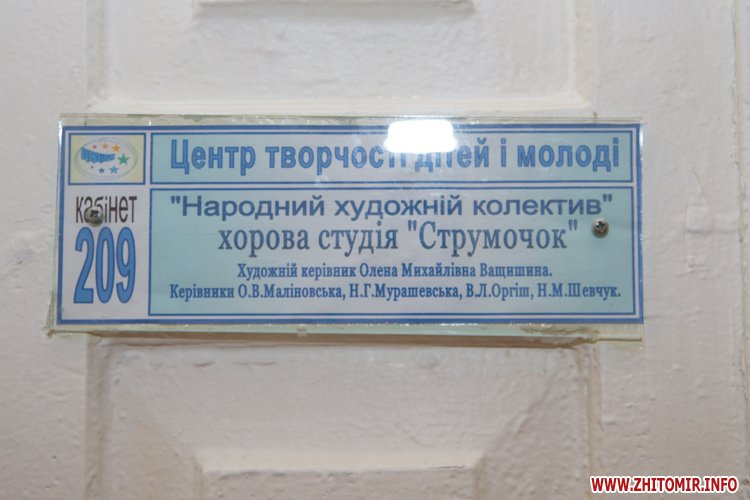 Центр творчості дітей і молоді
кабінет
209
"Народний художній колектив"
хорова студія "Струмочок"
Художній керівник Олена Михайлівна Ващишина.
Керівники О.В.Маліновська, Н.Г.Мурашевська, В.Л.Оргіш, Н.М.Шевчук.
WWW.ZHITOMIR.INFO